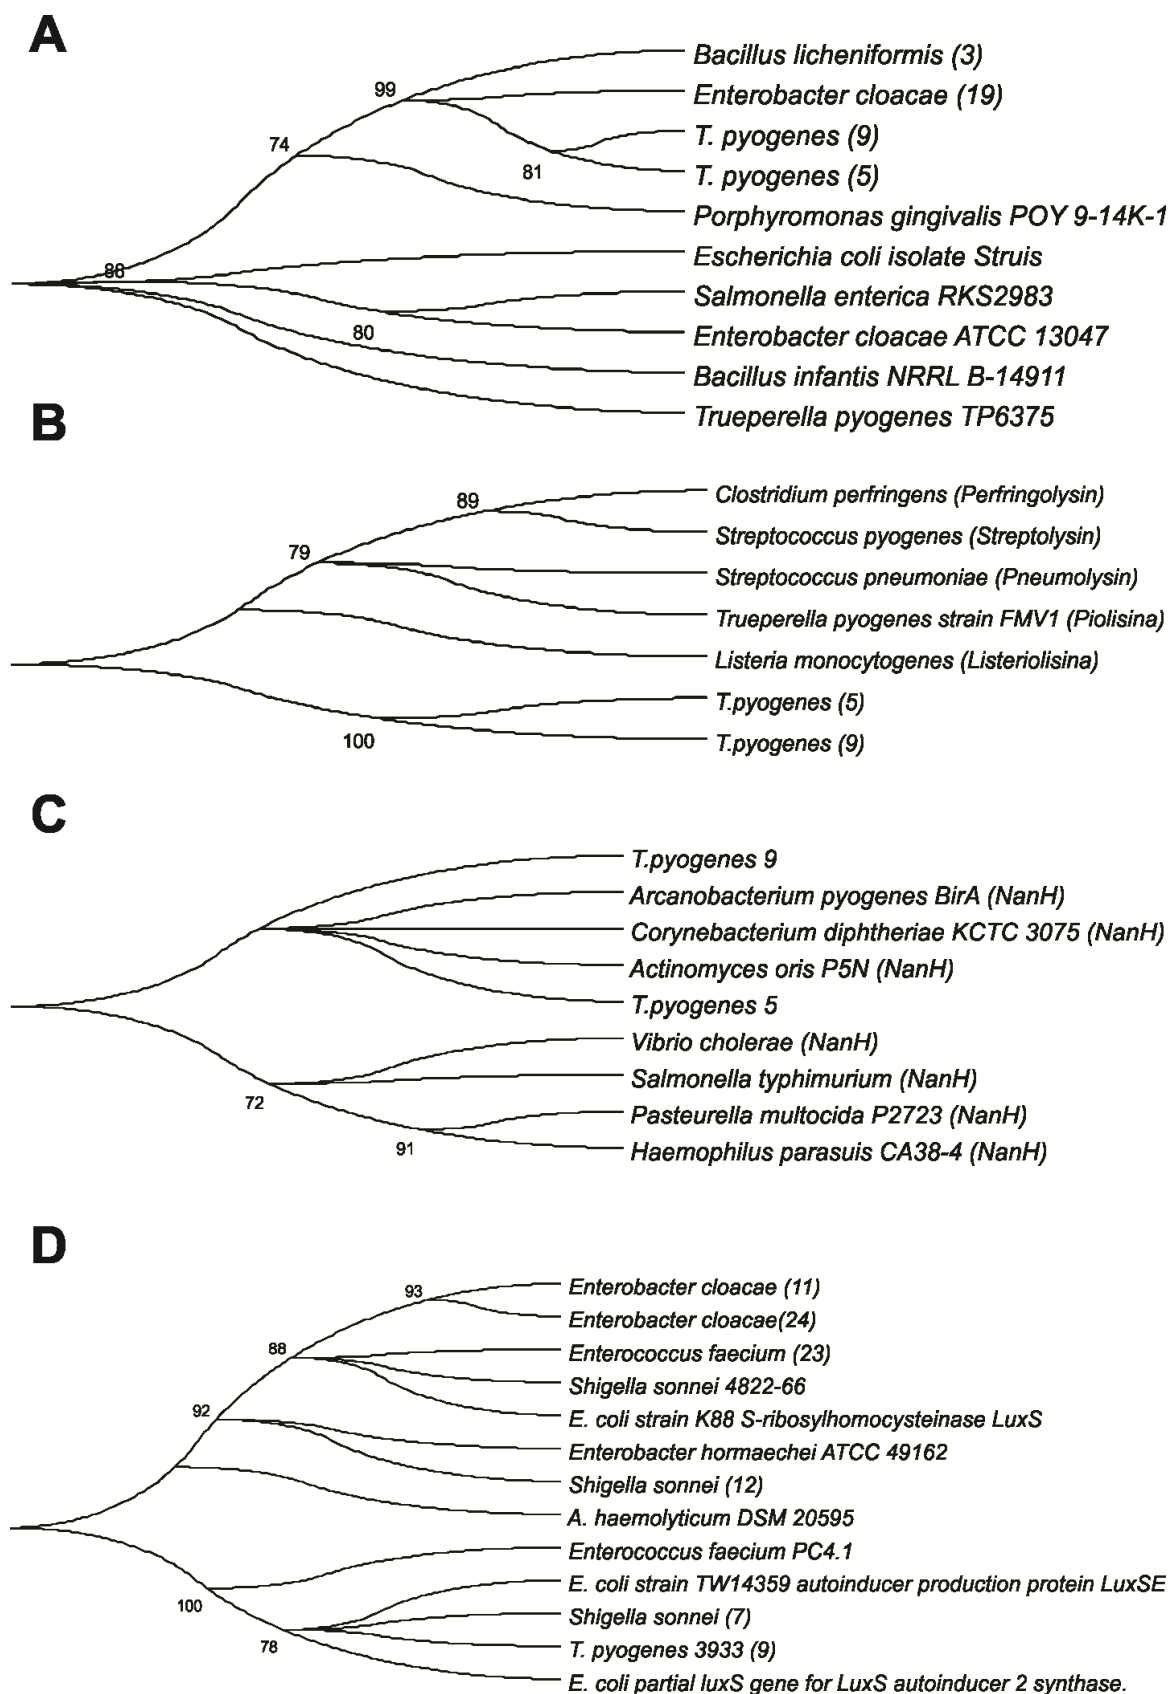 A
Bacillus licheniformis (3)
99
Enterobacter cloacae (19)
T. pyogenes (9)
74
81
T. pyogenes (5)
Porphyromonas gingivalis POY 9-14K-1
Escherichia coli isolate Struis
88
Salmonella enterica RKS2983
80
Enterobacter cloacae ATCC 13047
Bacillus infantis NRRL B-14911
Trueperella pyogenes TP6375
B
89
Clostridium perfringens (Perfringolysin)
Streptococcus pyogenes (Streptolysin)
79
Streptococcus pneumoniae (Pneumolysin)
Trueperella pyogenes strain FMV1 (Piolisina)
Listeria monocytogenes (Listeriolisina)
T.pyogenes (5)
100
T.pyogenes (9)
C
T.pyogenes 9
Arcanobacterium pyogenes BirA (NanH)
Corynebacterium diphtheriae KCTC 3075 (NanH)
Actinomyces oris P5N (NanH)
T.pyogenes 5
Vibrio cholerae (NanH)
Salmonella typhimurium (NanH)
72
Pasteurella multocida P2723 (NanH)
91
Haemophilus parasuis CA38-4 (NanH)
D
93
Enterobacter cloacae (11)
Enterobacter cloacae(24)
88
Enterococcus faecium (23)
Shigella sonnei 4822-66
92
E. coli strain K88 S-ribosylhomocysteinase LuxS
Enterobacter hormaechei ATCC 49162
Shigella sonnei (12)
A. haemolyticum DSM 20595
Enterococcus faecium PC4.1
E. coli strain TW14359 autoinducer production protein LuxSE
100
Shigella sonnei (7)
78
T. pyogenes 3933 (9)
E. coli partial luxS gene for LuxS autoinducer 2 synthase.